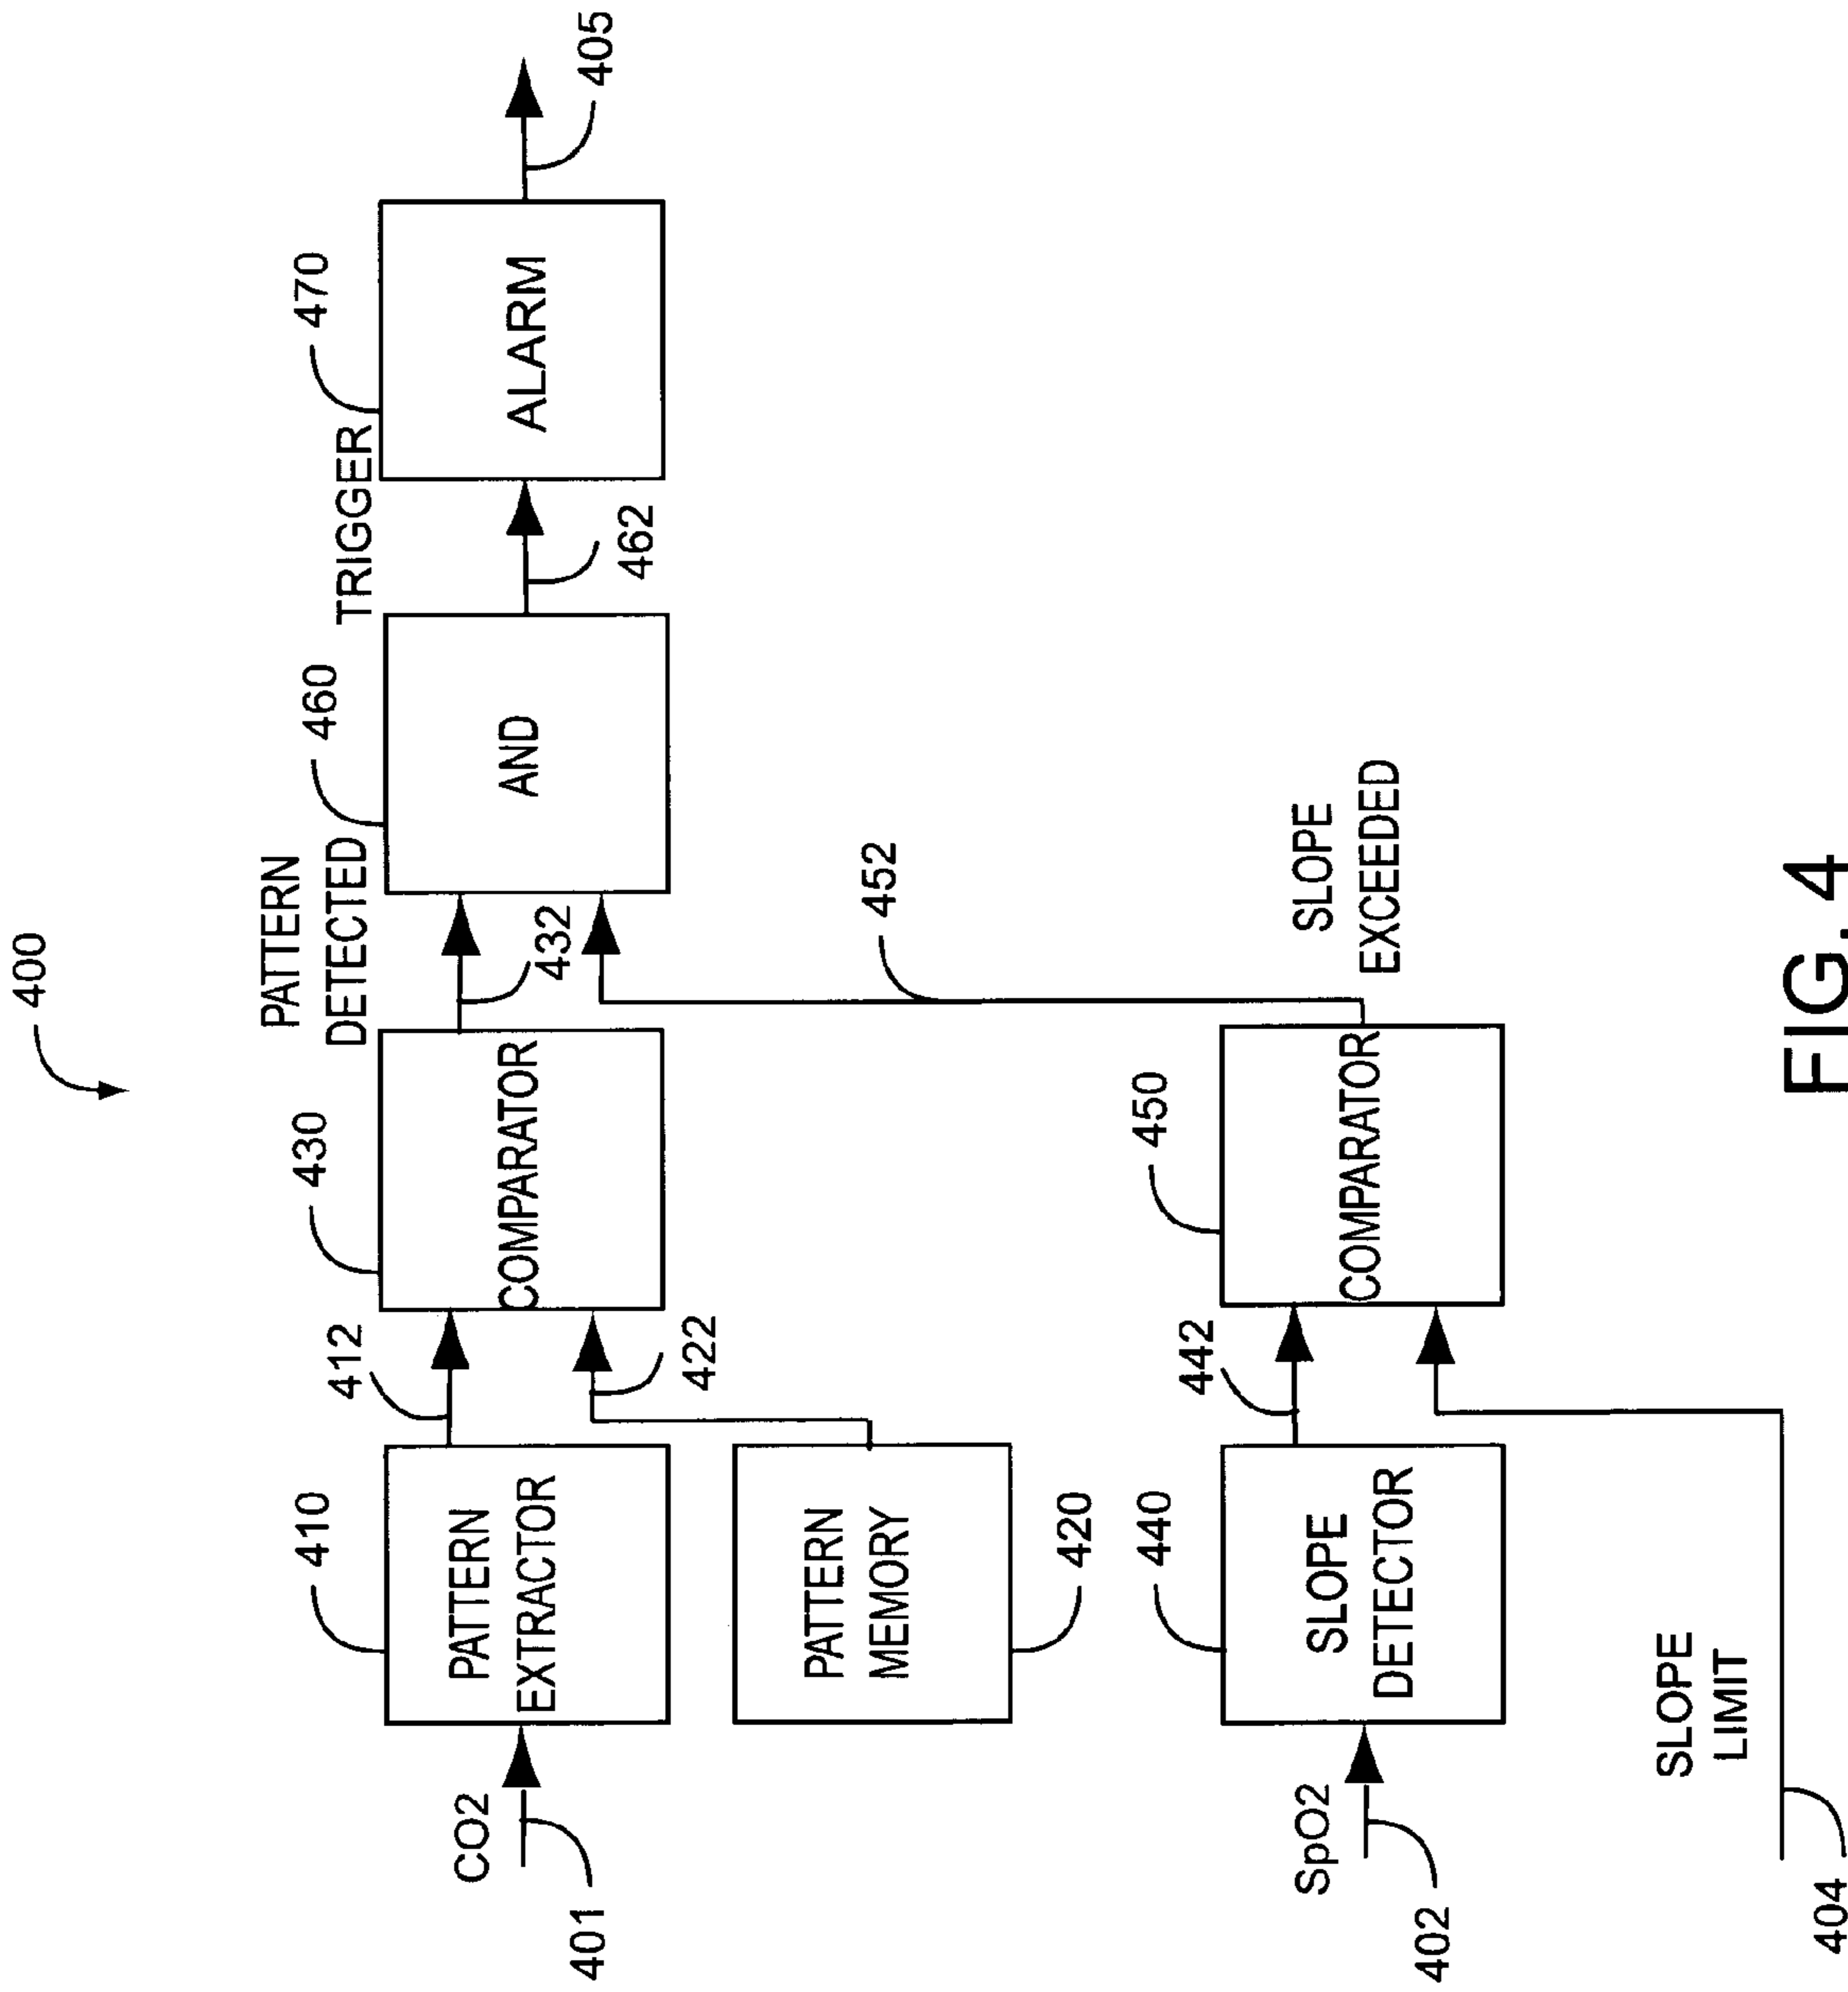 400
PATTERN
DETECTED
TRIGGER
410
412
430
432
460
462
470
CO2
401
PATTERN
EXTRACTOR
COMPARATOR
AND
ALARM
405
422
PATTERN
MEMORY
420
452
440
442
450
SpO2
402
SLOPE
DETECTOR
COMPARATOR
SLOPE
EXCEEDED
SLOPE
LIMIT
404
FIG. 4